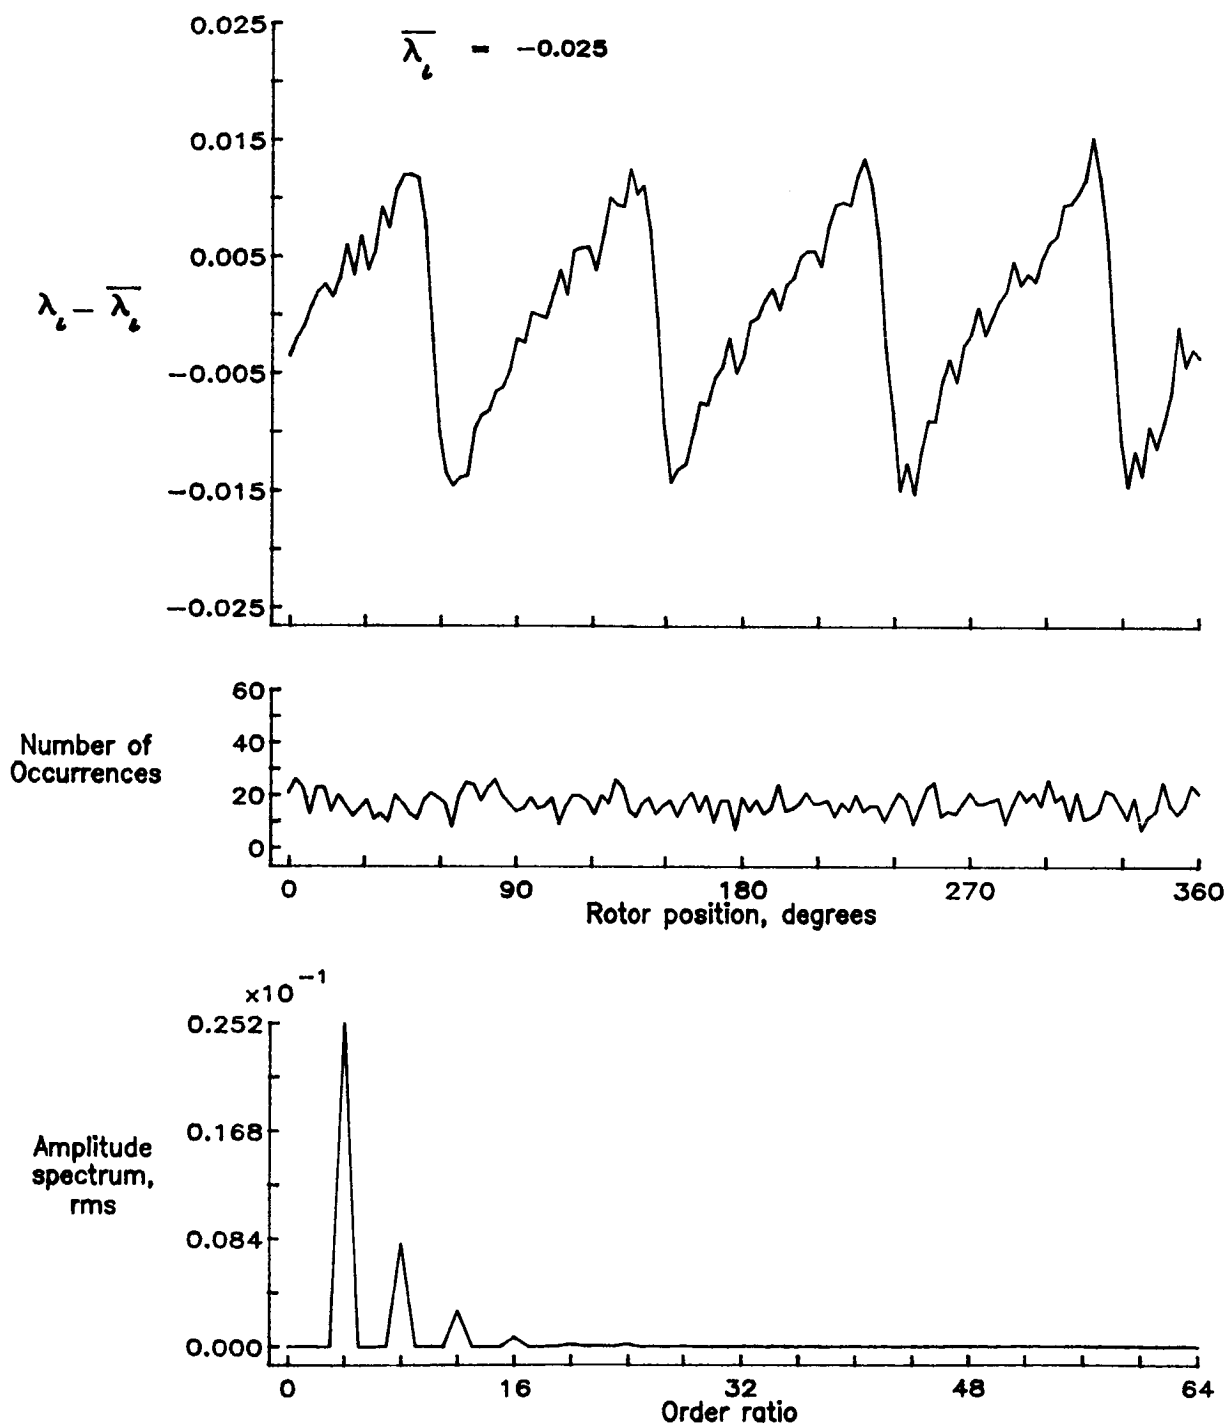 0.025
λ̅ι = −0.025
0.015
0.005
λι − λ̅ι
−0.005
−0.015
−0.025
60
Number of
Occurrences
40
20
0
0 90 180 270 360
Rotor position, degrees
×10⁻¹
0.252
0.168
Amplitude
spectrum,
rms
0.084
0.000
0 16 32 48 64
Order ratio